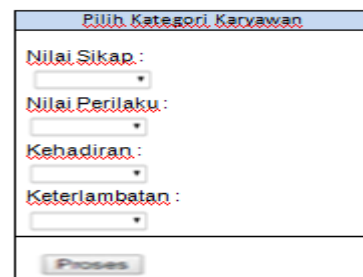 Pilih Kategori Karyawan
Nilai Sikap :
Nilai Perilaku :
Kehadiran :
Keterlambatan :
Proses